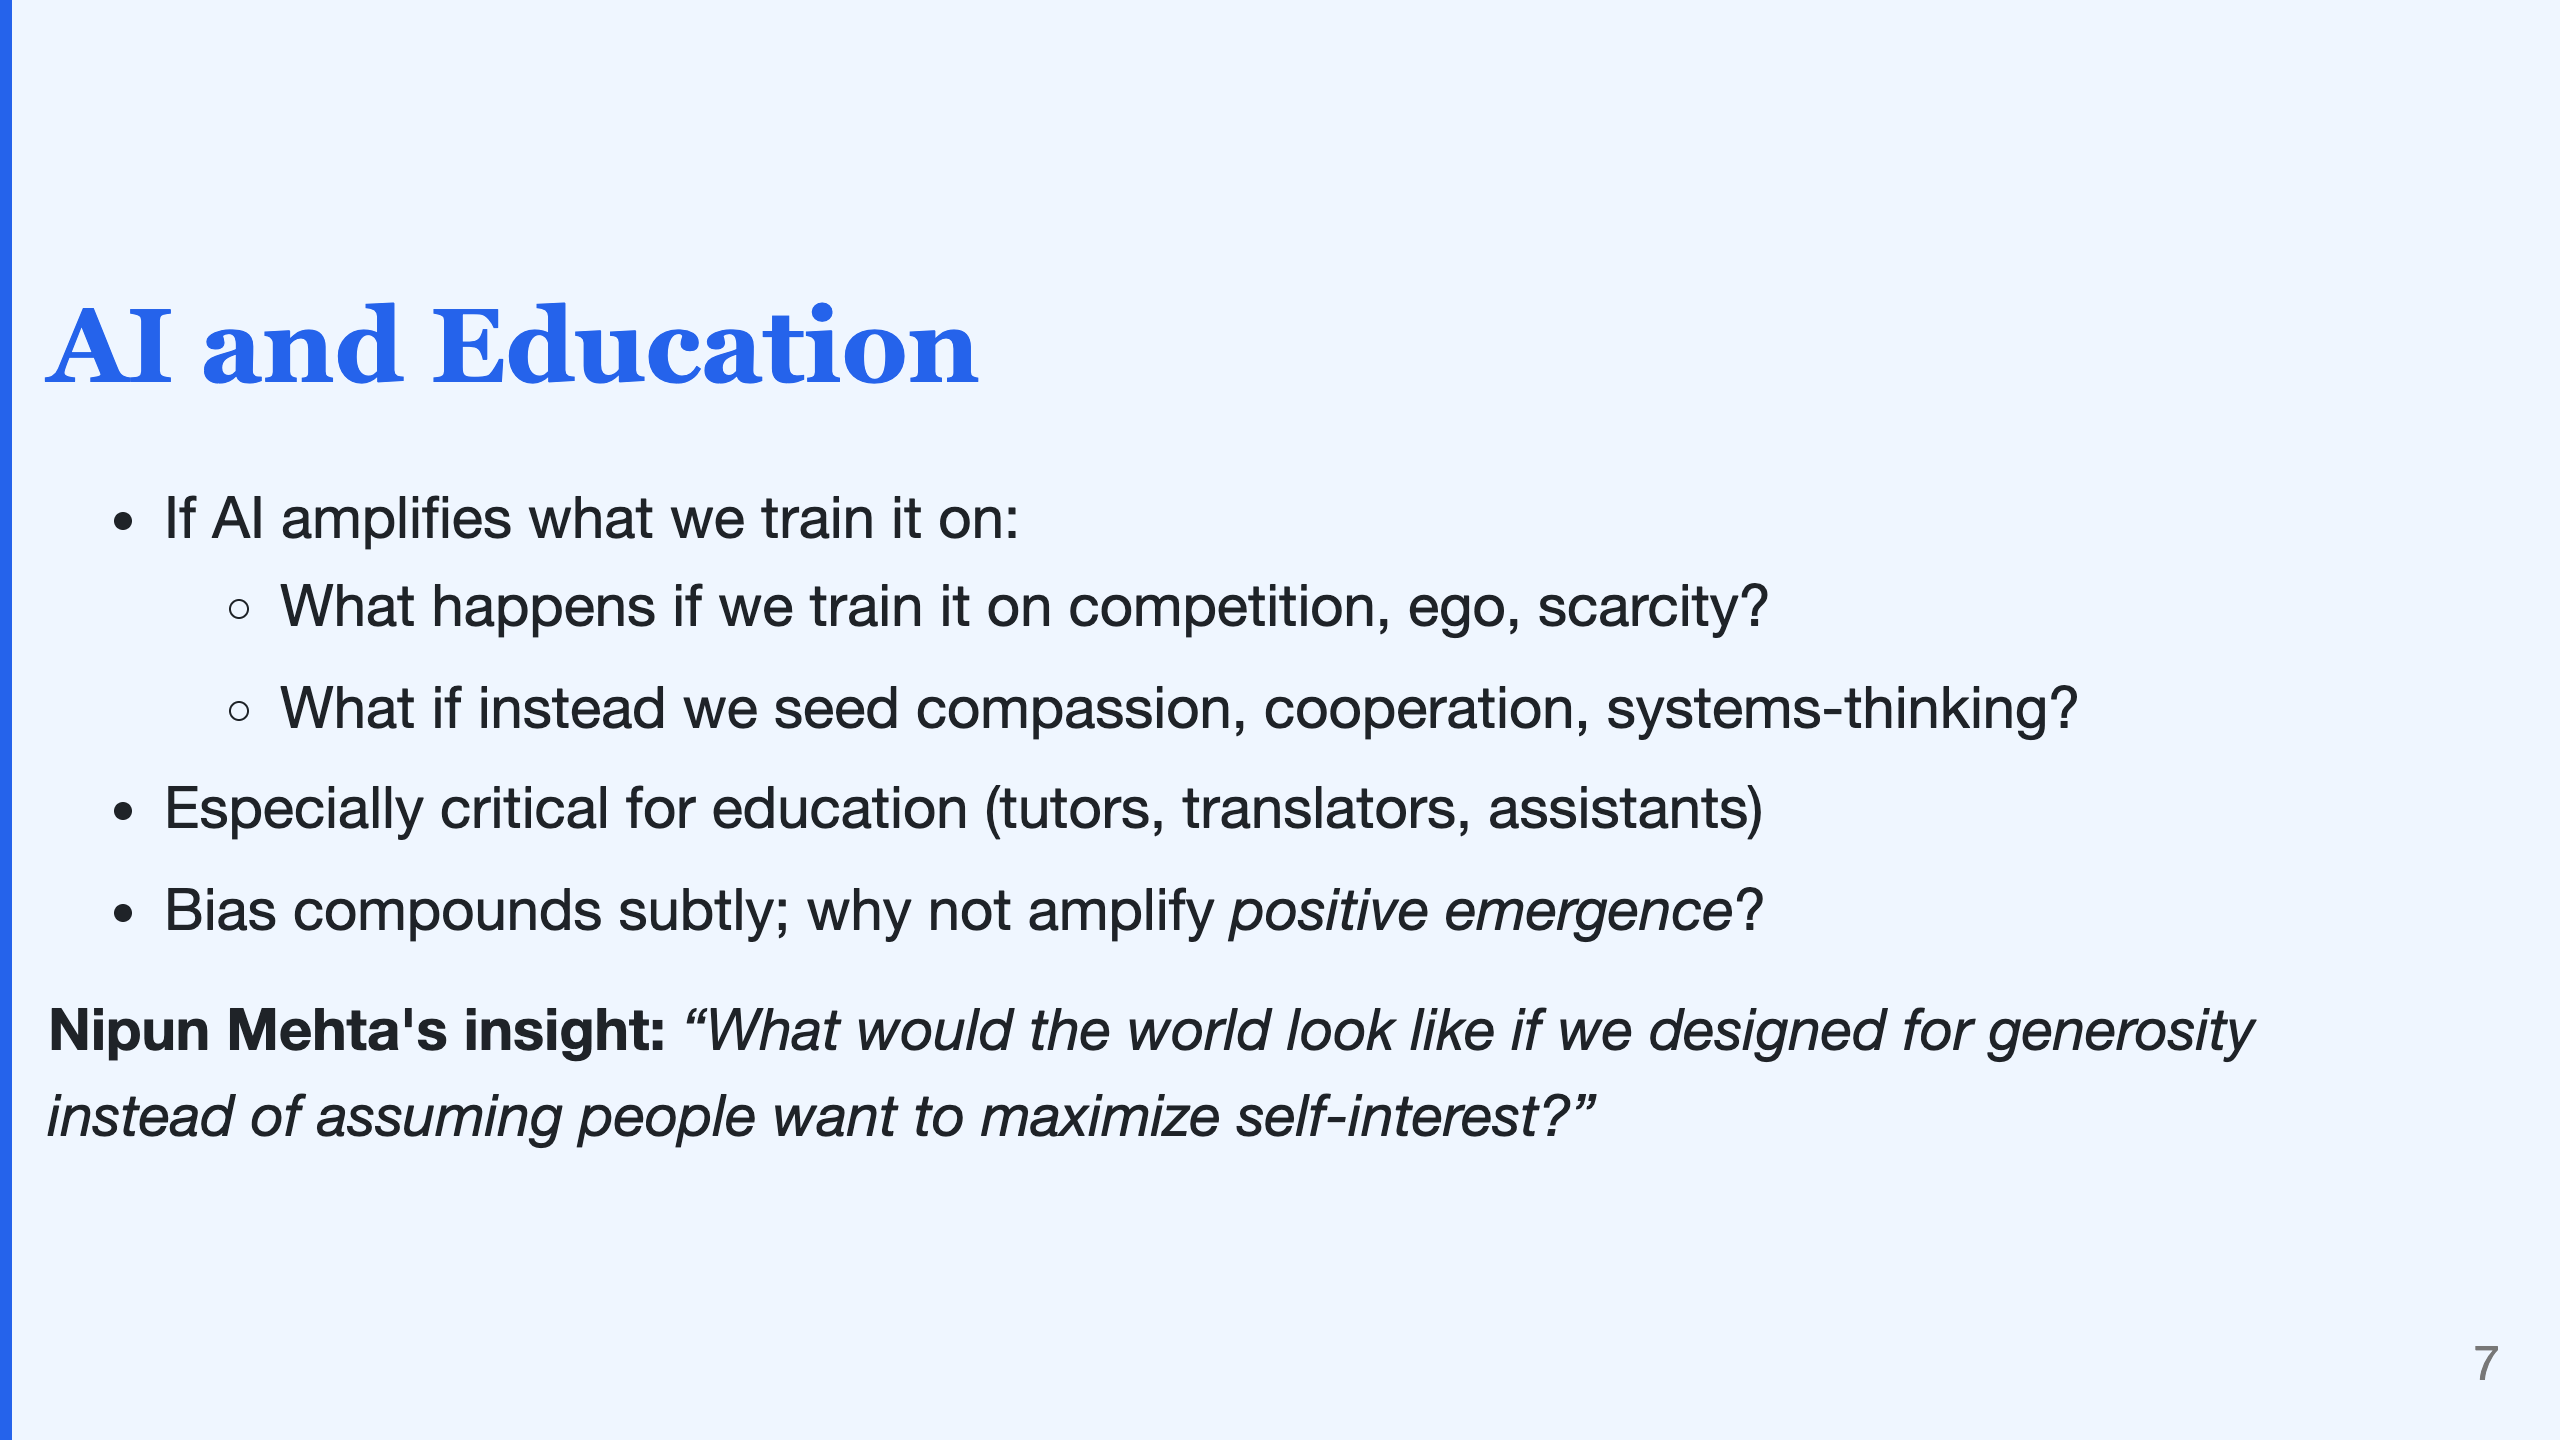 AI and Education
• If AI amplifies what we train it on:
◦ What happens if we train it on competition, ego, scarcity?
◦ What if instead we seed compassion, cooperation, systems-thinking?
• Especially critical for education (tutors, translators, assistants)
• Bias compounds subtly; why not amplify positive emergence?
Nipun Mehta's insight: “What would the world look like if we designed for generosity
instead of assuming people want to maximize self-interest?”
7